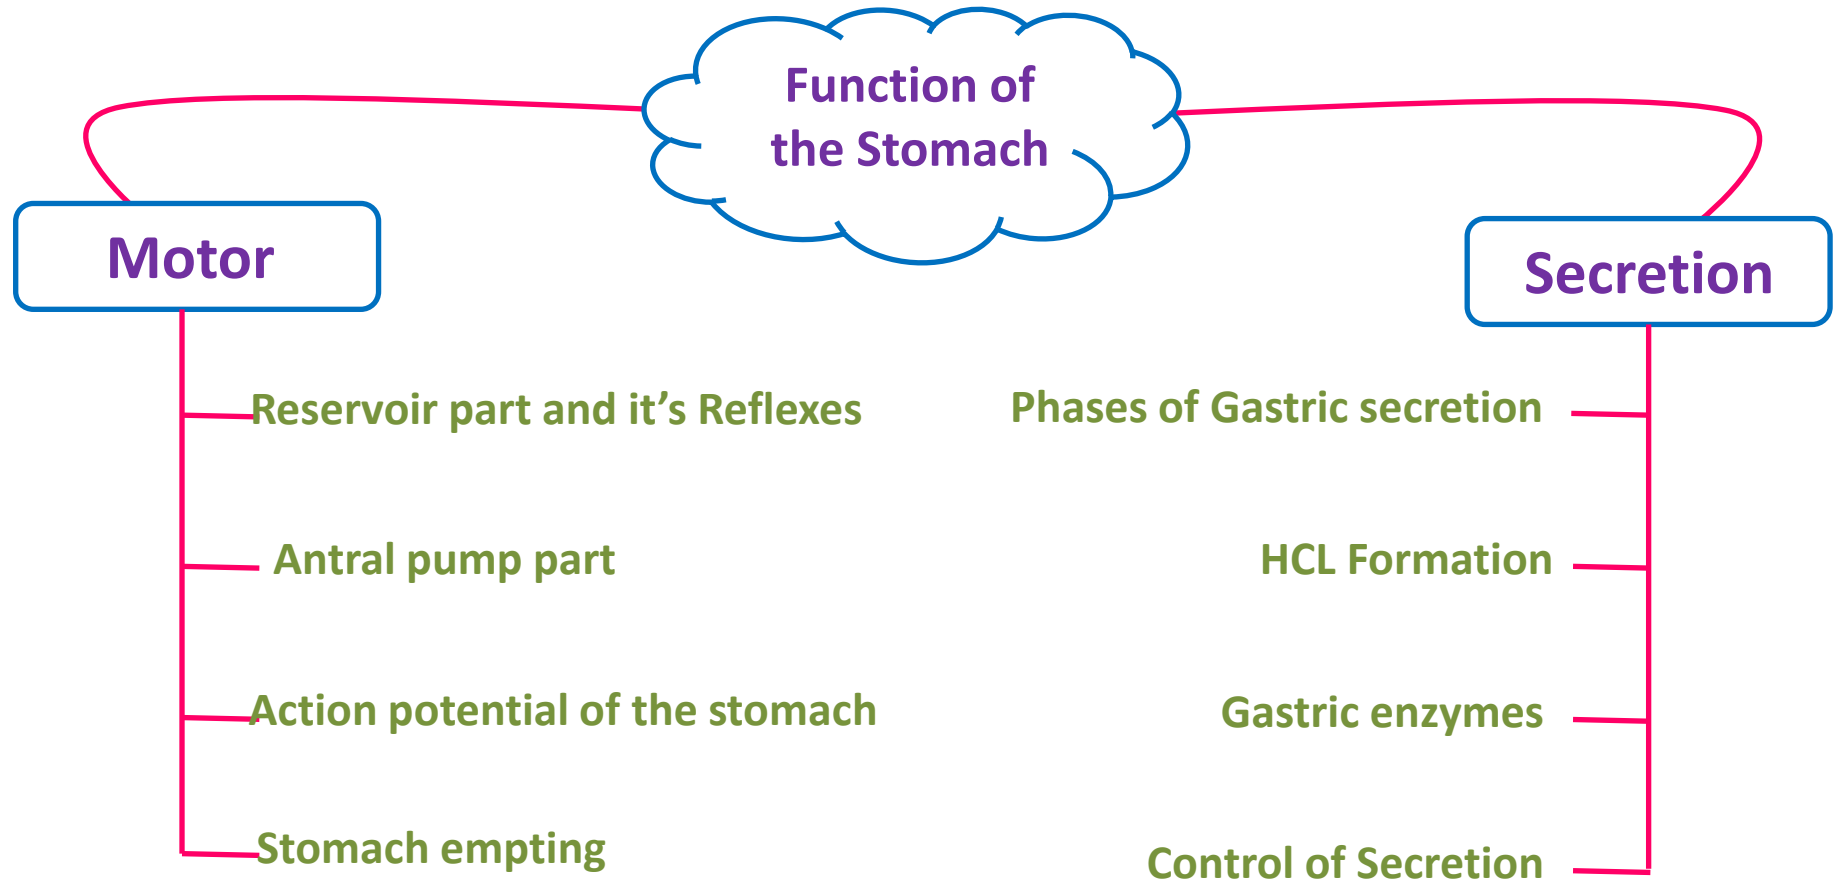 Function of
the Stomach
Motor
Reservoir part and it’s Reflexes
Antral pump part
Action potential of the stomach
Stomach empting
Secretion
Phases of Gastric secretion
HCL Formation
Gastric enzymes
Control of Secretion